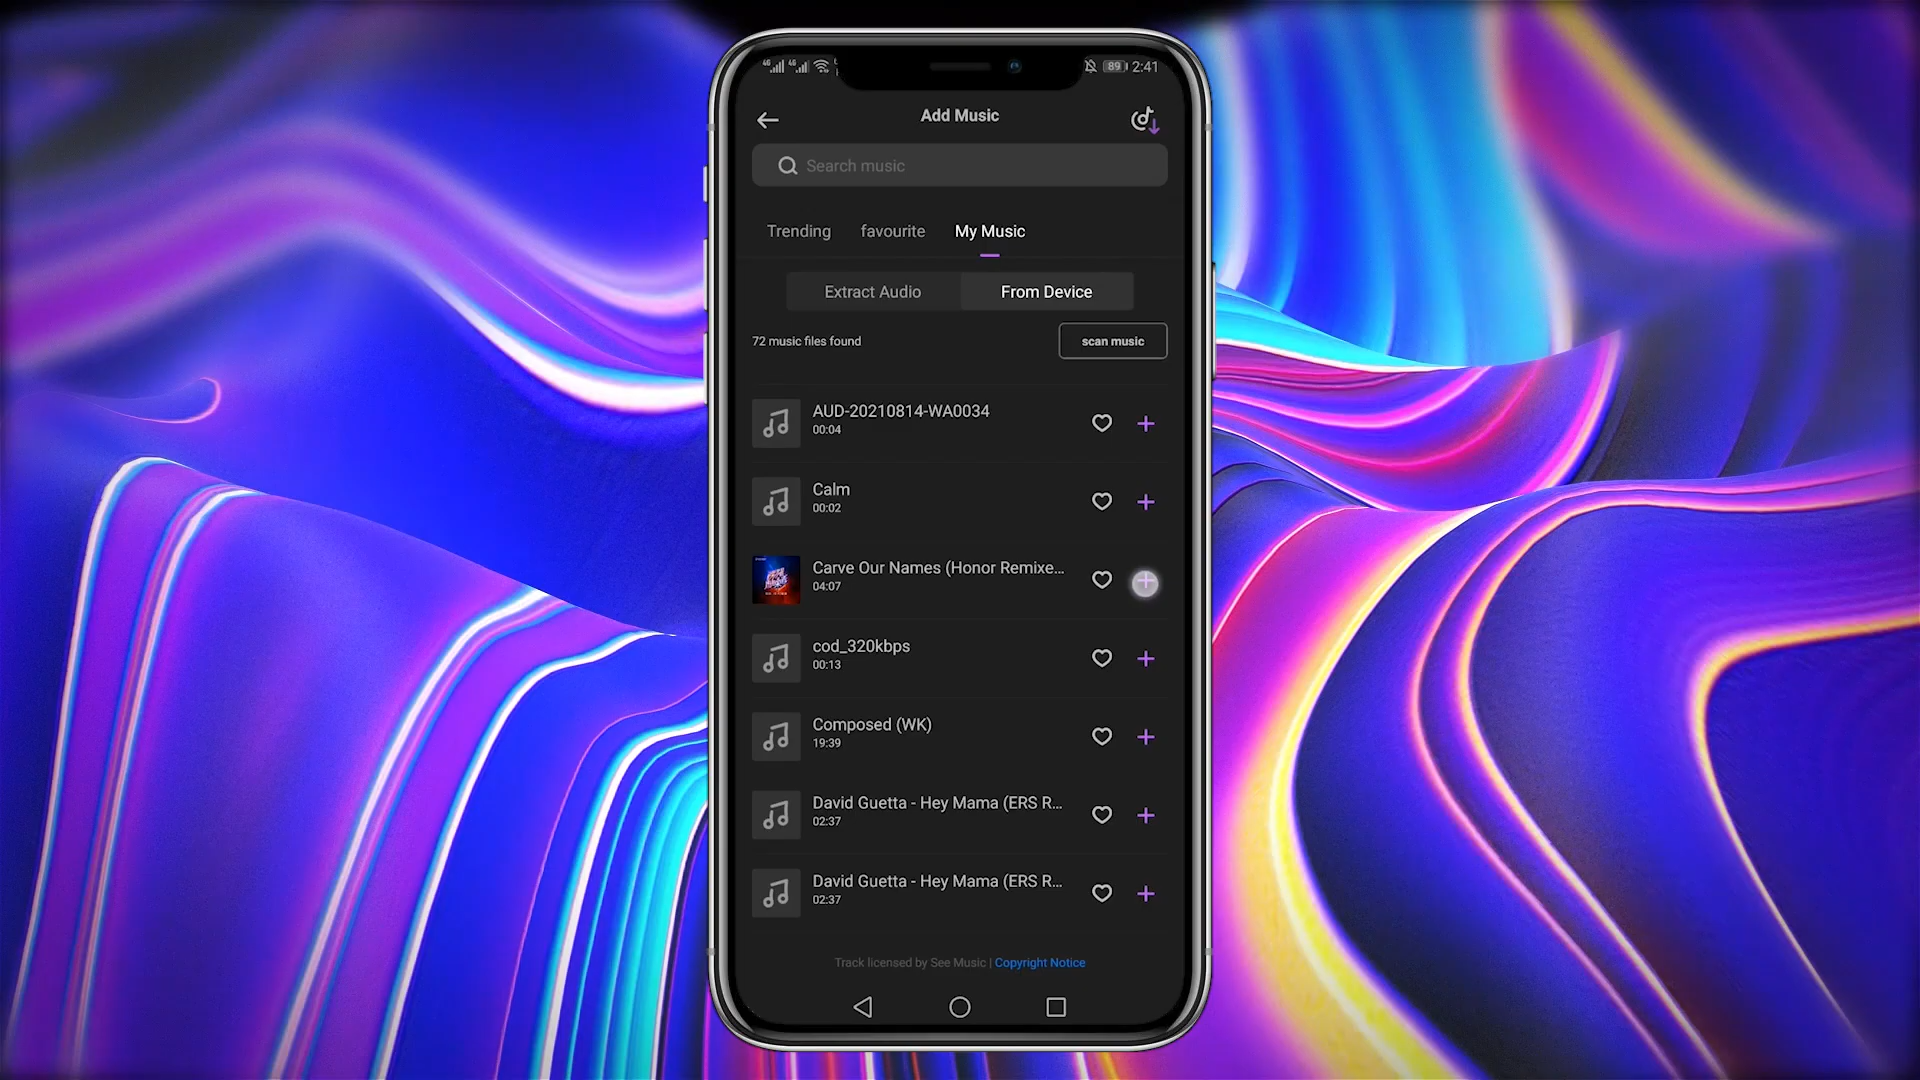 4G 4G 89 2:41
Add Music
Search music
Trending favourite My Music
Extract Audio From Device
72 music files found scan music
AUD-20210814-WA0034
00:04
Calm
00:02
Carve Our Names (Honor Remixe...
04:07
cod_320kbps
00:13
Composed (WK)
19:39
David Guetta - Hey Mama (ERS R...
02:37
David Guetta - Hey Mama (ERS R...
02:37
Track licensed by See Music | Copyright Notice